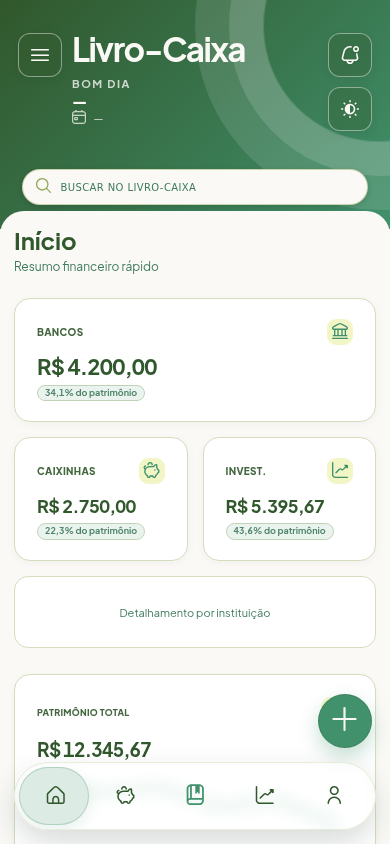 Livro-Caixa
BOM DIA
—
—
BUSCAR NO LIVRO-CAIXA
Início
Resumo financeiro rápido
BANCOS
R$ 4.200,00
34,1% do patrimônio
CAIXINHAS
R$ 2.750,00
22,3% do patrimônio
INVEST.
R$ 5.395,67
43,6% do patrimônio
Detalhamento por instituição
PATRIMÔNIO TOTAL
R$ 12.345,67